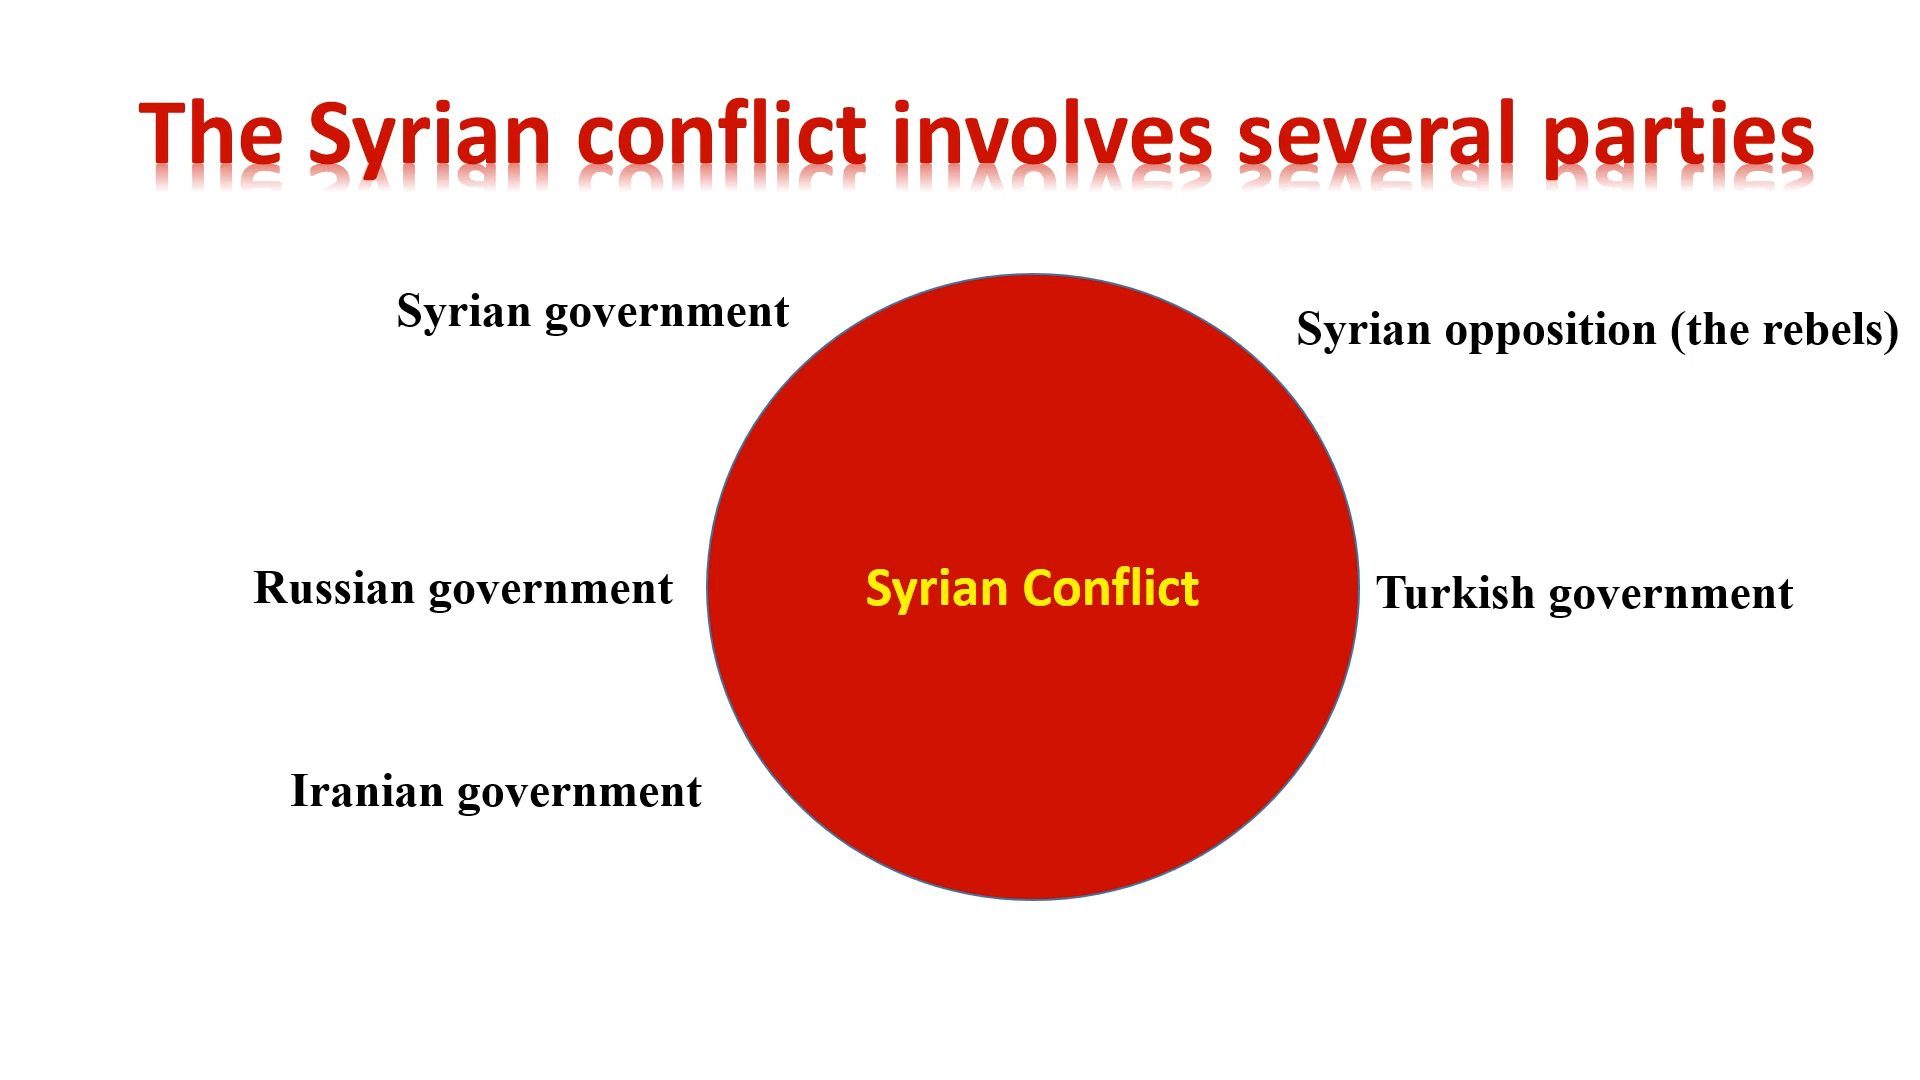 The Syrian conflict involves several parties
Syrian government
Syrian opposition (the rebels)
Russian government
Syrian Conflict
Turkish government
Iranian government